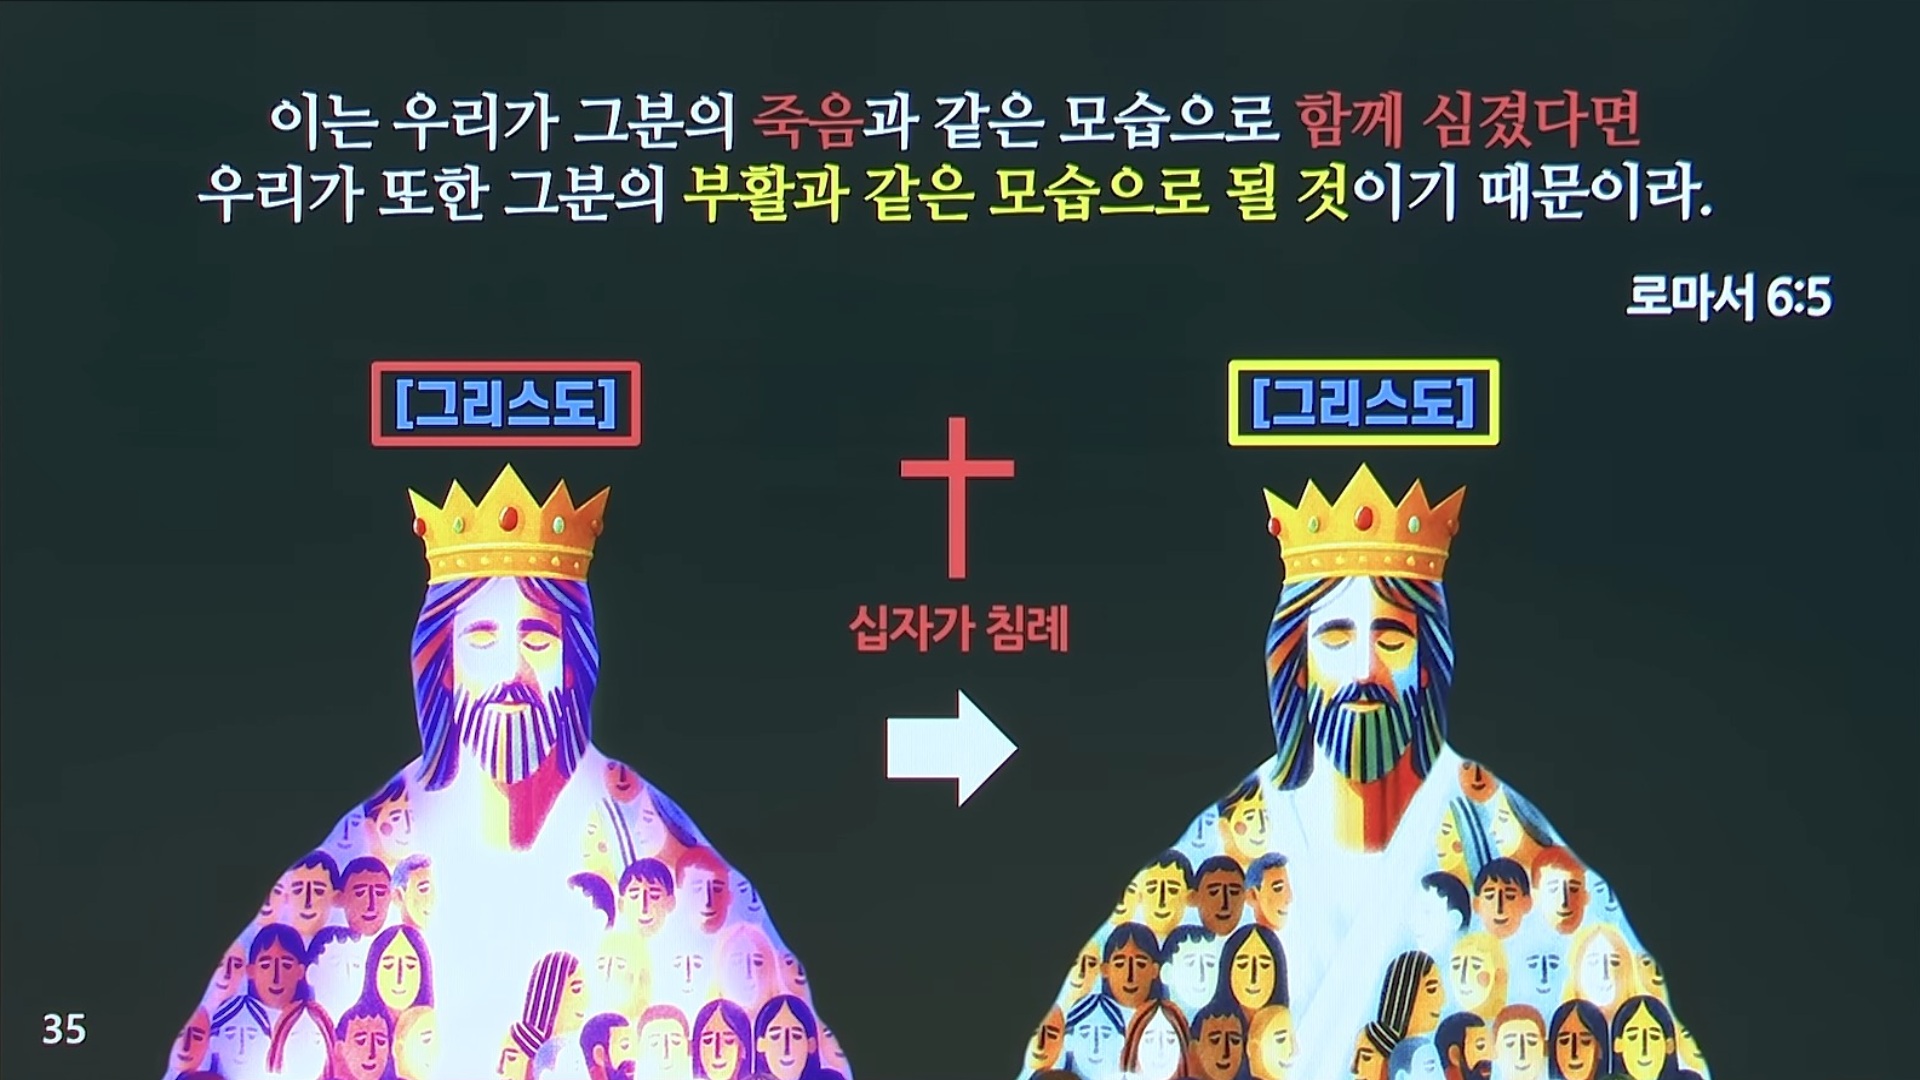 이는 우리가 그분의 죽음과 같은 모습으로 함께 심겼다면
우리가 또한 그분의 부활과 같은 모습으로 될 것이기 때문이라.
로마서 6:5
[그리스도]
[그리스도]
십자가 침례
35